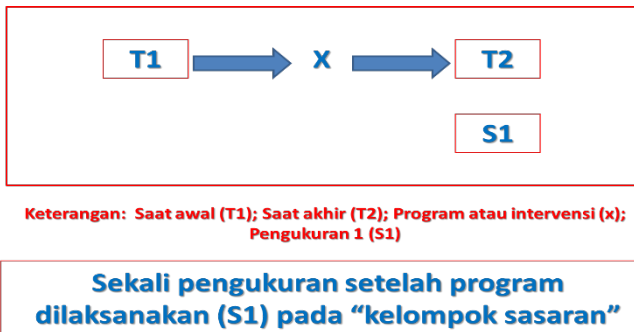 T1 X T2
S1
Keterangan: Saat awal (T1); Saat akhir (T2); Program atau intervensi (x);
Pengukuran 1 (S1)
Sekali pengukuran setelah program
dilaksanakan (S1) pada “kelompok sasaran”